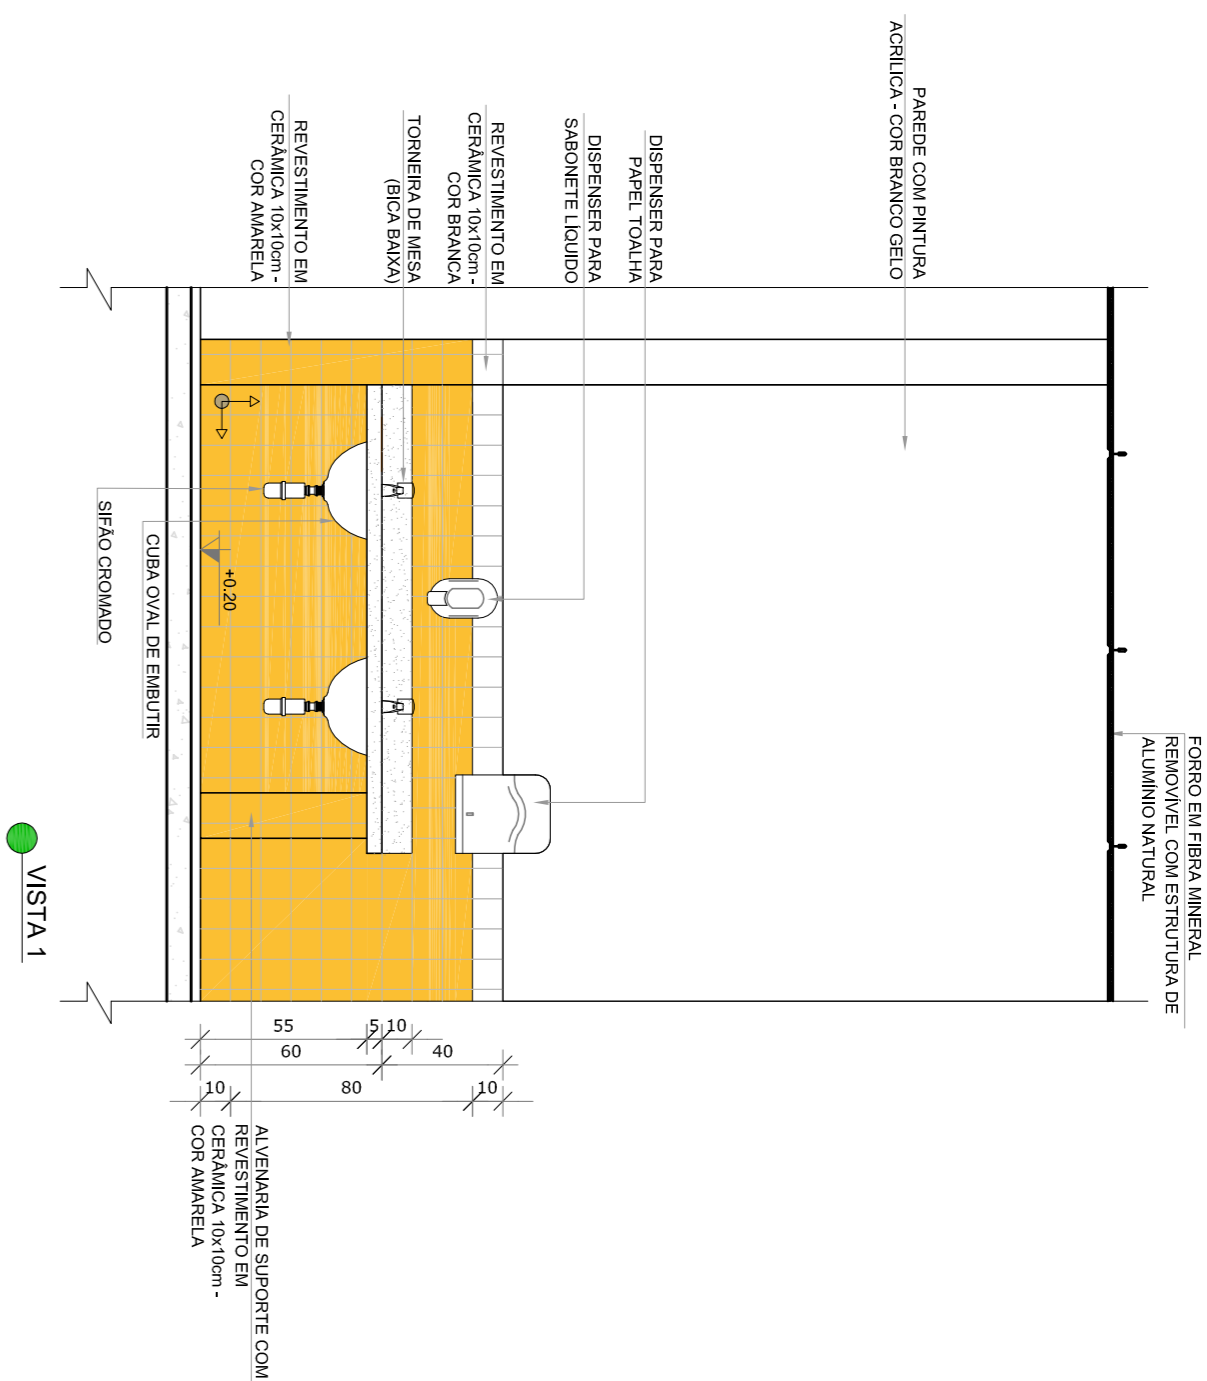 FORRO EM FIBRA MINERAL
REMOVÍVEL COM ESTRUTURA DE
ALUMÍNIO NATURAL
PAREDE COM PINTURA
ACRÍLICA - COR BRANCO GELO
DISPENSER PARA
PAPEL TOALHA
DISPENSER PARA
SABONETE LÍQUIDO
REVESTIMENTO EM
CERÂMICA 10x10cm -
COR BRANCA
TORNEIRA DE MESA
(BICA BAIXA)
REVESTIMENTO EM
CERÂMICA 10x10cm -
COR AMARELA
+0.20
CUBA OVAL DE EMBUTIR
SIFÃO CROMADO
55
5
10
60
40
10
80
10
ALVENARIA DE SUPORTE COM
REVESTIMENTO EM
CERÂMICA 10x10cm -
COR AMARELA
VISTA 1